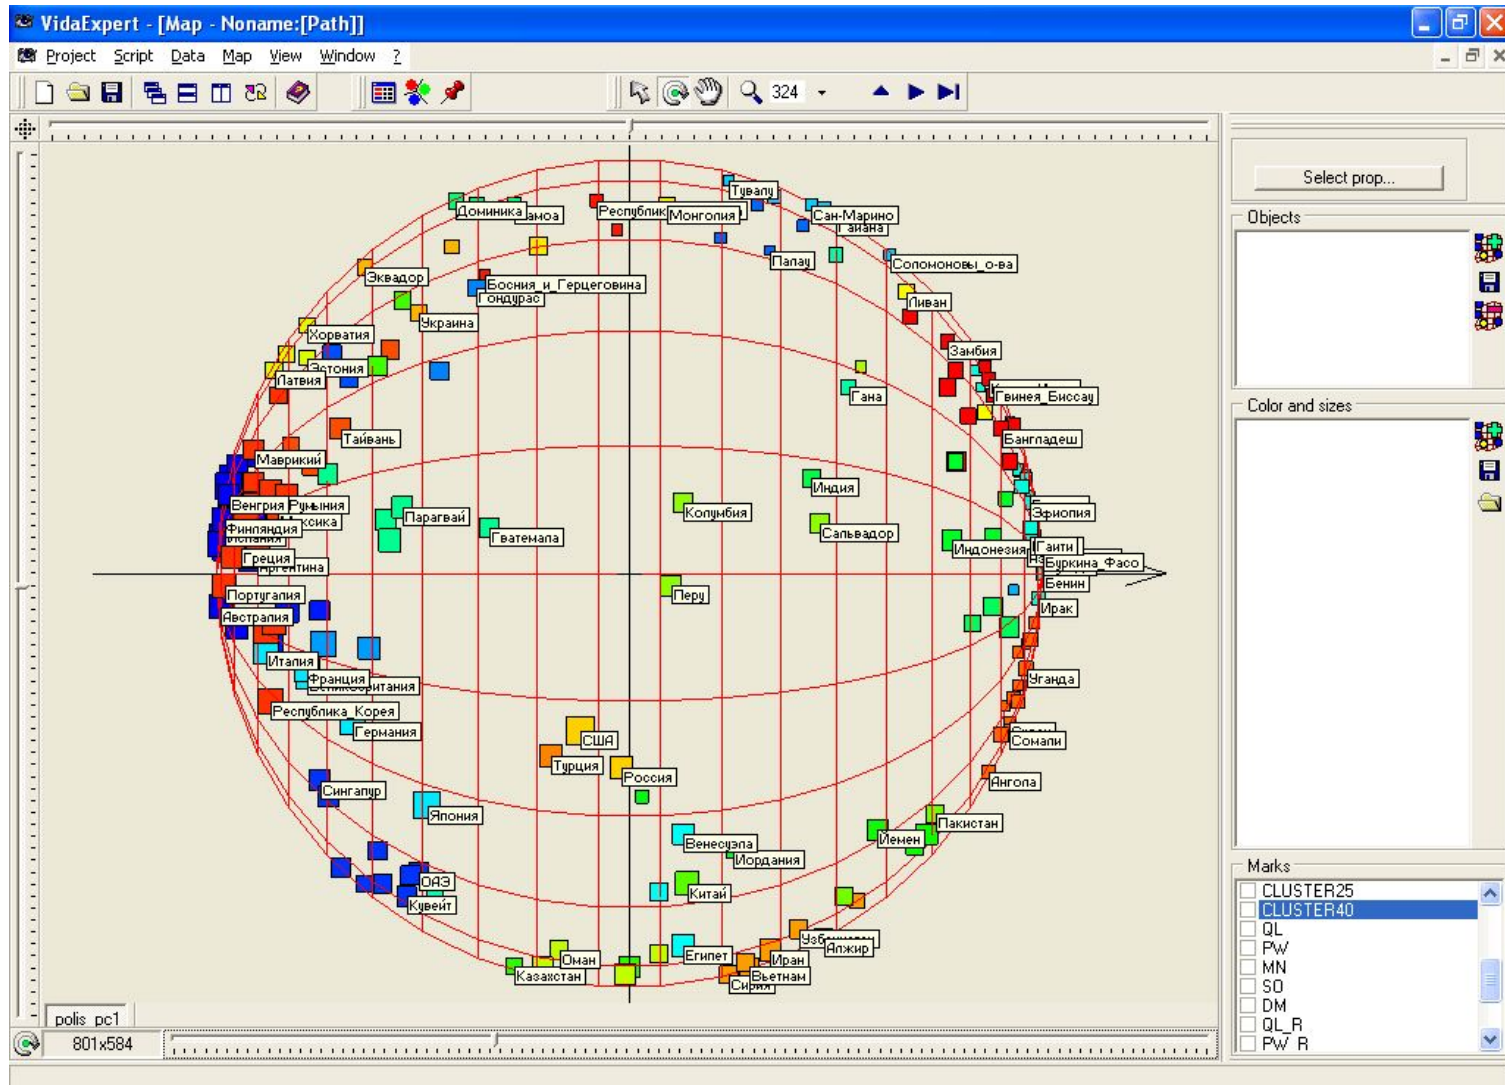 VidaExpert - [Map - Noname:[Path]]
Project Script Data Map View Window ?
324
Select prop...
Objects
Color and sizes
Marks
CLUSTER25
CLUSTER40
QL
PW
MN
SO
DM
QL_R
PW_R
Тувалу
Доминика
Республик
Монголия
Сан-Марино
Палау
Соломоновы_о-ва
Эквадор
Босния_и_Герцеговина
Гондурас
Ливан
Украина
Хорватия
Замбия
Эстония
Латвия
Гана
Гвинея_Биссау
Тайвань
Бангладеш
Маврикий
Индия
Венгрия
Румыния
Колумбия
Эфиопия
Парагвай
Финляндия
Гватемала
Сальвадор
Индонезия
Гаити
Греция
Буркина_Фасо
Португалия
Перу
Бенин
Австралия
Ирак
Италия
Франция
Уганда
Республика_Корея
Германия
США
Сомали
Турция
Россия
Ангола
Сингапур
Япония
Пакистан
Венесуэла
Йемен
Иордания
ОАЭ
Китай
Кувейт
Алжир
Оман
Египет
Иран
Казахстан
Вьетнам
polis_pc1
801x584